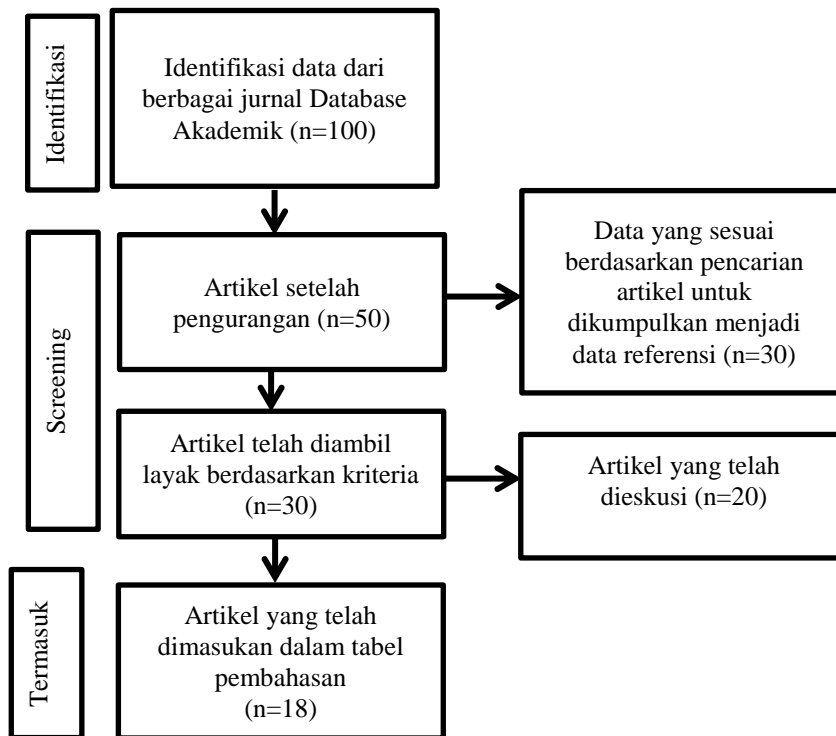 Identifikasi
Identifikasi data dari
berbagai jurnal Database
Akademik (n=100)
Screening
Artikel setelah
pengurangan (n=50)
Data yang sesuai
berdasarkan pencarian
artikel untuk
dikumpulkan menjadi
data referensi (n=30)
Artikel telah diambil
layak berdasarkan kriteria
(n=30)
Artikel yang telah
dieskusi (n=20)
Termasuk
Artikel yang telah
dimasukan dalam tabel
pembahasan
(n=18)